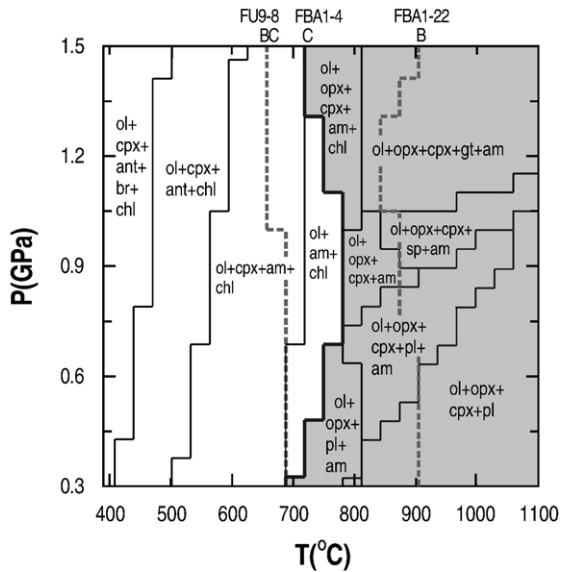 FU9-8 FBA1-4 FBA1-22
BC C B
1.5
1.2
0.9
0.6
0.3
P(GPa)
ol+
cpx+
ant+
br+
chl
ol+cpx+
ant+chl
ol+cpx+am+
chl
ol+
am+
chl
ol+
opx+
cpx+
am+
chl
ol+opx+cpx+gt+am
ol+opx+cpx+
sp+am
ol+
opx+
cpx+am
ol+opx+
cpx+pl+
am
ol+opx+
cpx+pl
ol+
opx+
pl+
am
400 500 600 700 800 900 1000 1100
T(°C)